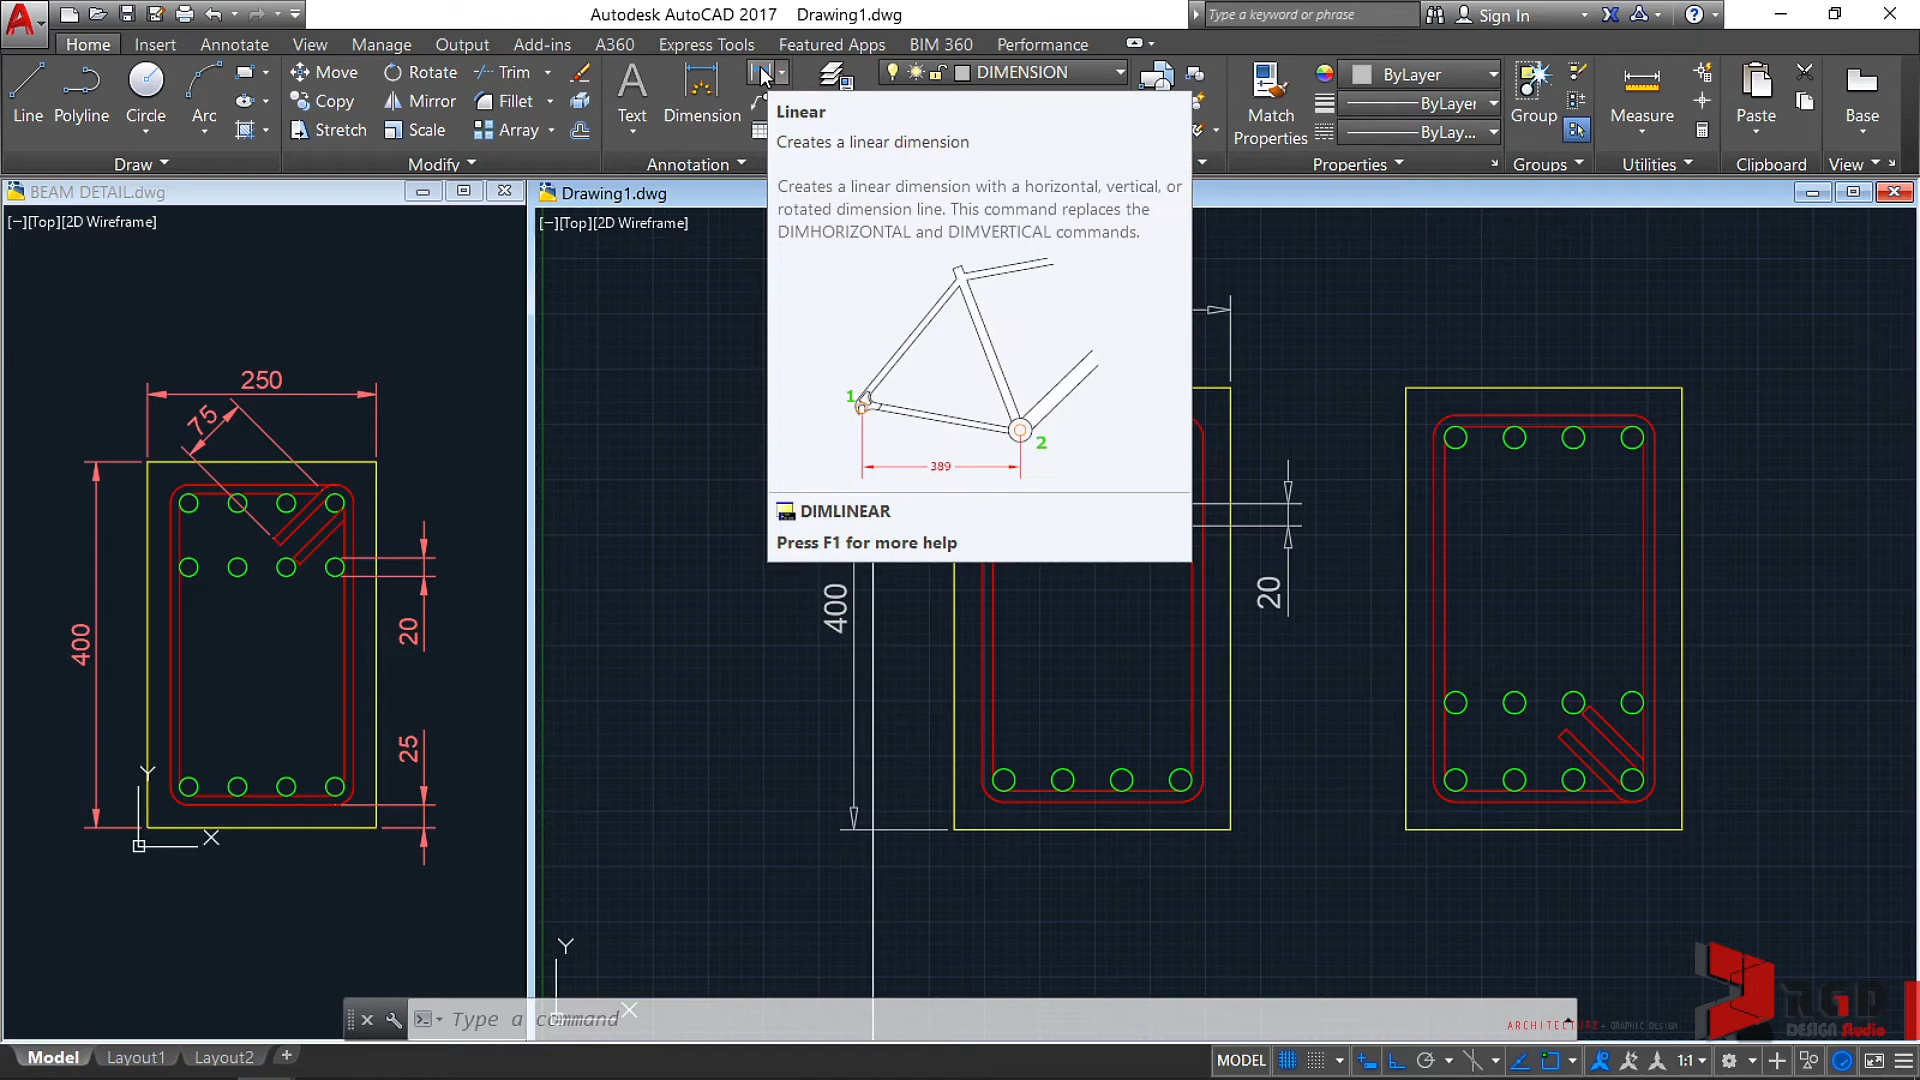 Autodesk AutoCAD 2017 Drawing1.dwg
Type a keyword or phrase
Sign In
Home Insert Annotate View Manage Output Add-ins A360 Express Tools Featured Apps BIM 360 Performance
Line Polyline Circle Arc
Move Rotate Trim
Copy Mirror Fillet
Stretch Scale Array
Text Dimension
DIMENSION
Match
Properties
ByLayer
ByLayer
ByLay...
Group Measure Paste Base
Draw Modify Annotation Properties Groups Utilities Clipboard View
BEAM DETAIL.dwg
[−][Top][2D Wireframe]
250
75
400
20
25
Y
X
Drawing1.dwg
[−][Top][2D Wireframe]
Linear
Creates a linear dimension
Creates a linear dimension with a horizontal, vertical, or
rotated dimension line. This command replaces the
DIMHORIZONTAL and DIMVERTICAL commands.
1
2
389
DIMLINEAR
Press F1 for more help
400
20
Y
X
Type a command
RGD
DESIGN Studio
ARCHITECTURE + GRAPHIC DESIGN
Model Layout1 Layout2 +
MODEL
1:1